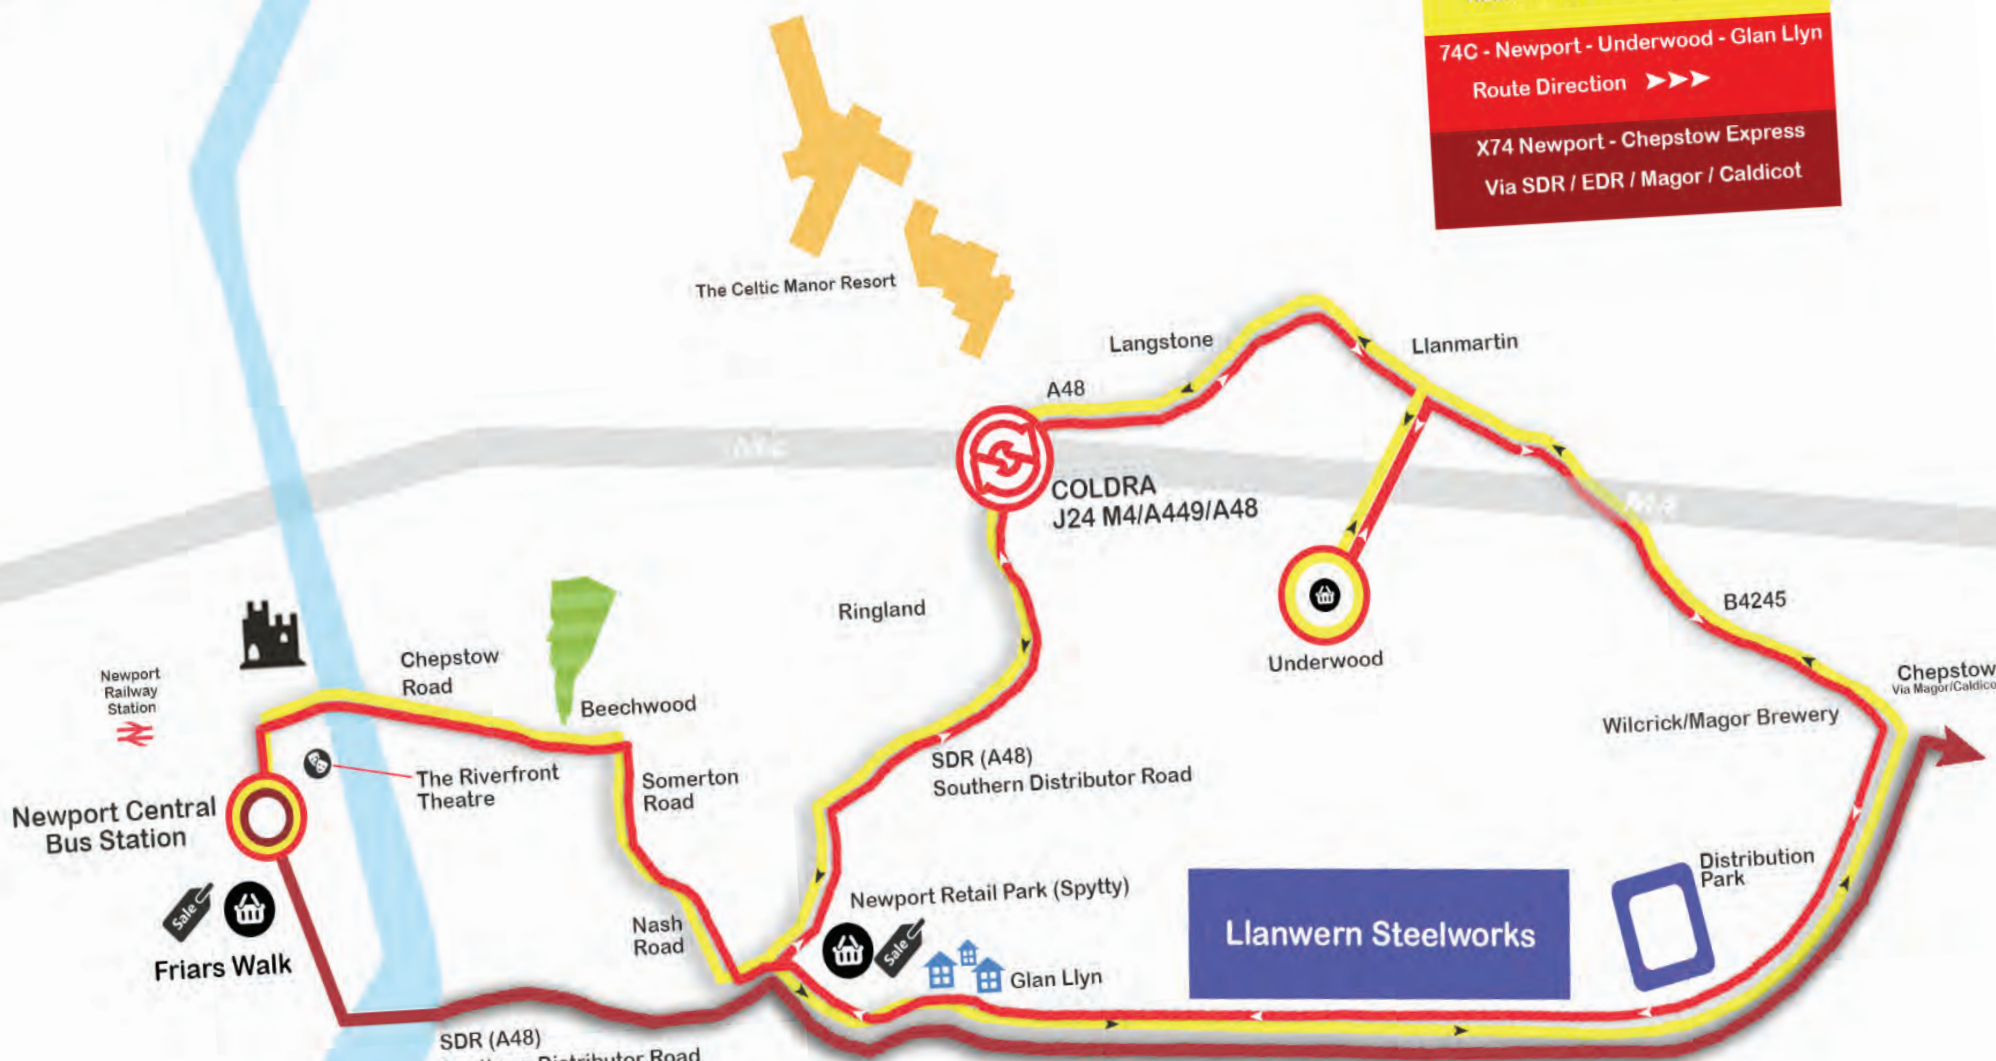 74C - Newport - Underwood - Glan Llyn
Route Direction
X74 Newport - Chepstow Express
Via SDR / EDR / Magor / Caldicot
The Celtic Manor Resort
Langstone
Llanmartin
A48
COLDRA
J24 M4/A449/A48
Ringland
B4245
Underwood
Chepstow
Via Magor/Caldico
Newport
Railway
Station
Chepstow
Road
Beechwood
Wilcrick/Magor Brewery
The Riverfront
Theatre
Somerton
Road
SDR (A48)
Southern Distributor Road
Newport Central
Bus Station
Distribution
Park
Newport Retail Park (Spytty)
Sale
Sale
Nash
Road
Llanwern Steelworks
Friars Walk
Glan Llyn
SDR (A48)
Distributor Road